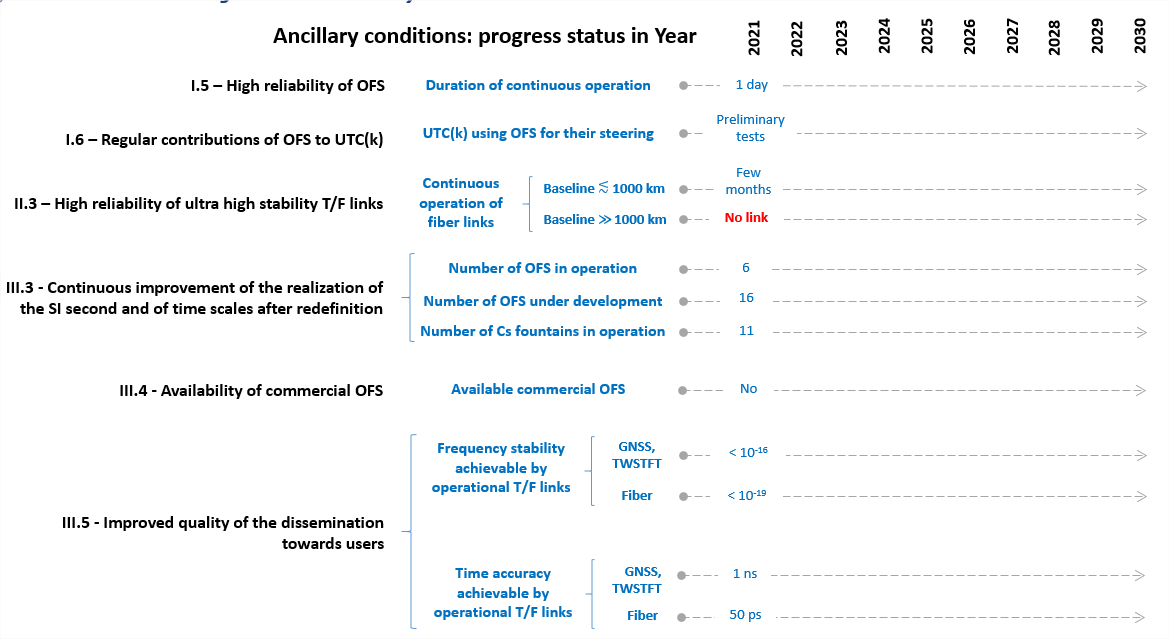 Ancillary conditions: progress status in Year
2021 2022 2023 2024 2025 2026 2027 2028 2029 2030
I.5 – High reliability of OFS
Duration of continuous operation
1 day
I.6 – Regular contributions of OFS to UTC(k)
UTC(k) using OFS for their steering
Preliminary
tests
II.3 – High reliability of ultra high stability T/F links
Continuous
operation of
fiber links
Baseline ≲ 1000 km
Few
months
Baseline ≫ 1000 km
No link
III.3 - Continuous improvement of the realization of
the SI second and of time scales after redefinition
Number of OFS in operation
6
Number of OFS under development
16
Number of Cs fountains in operation
11
III.4 - Availability of commercial OFS
Available commercial OFS
No
III.5 - Improved quality of the dissemination
towards users
Frequency stability
achievable by
operational T/F links
GNSS,
TWSTFT
< 10⁻¹⁶
Fiber
< 10⁻¹⁹
Time accuracy
achievable by
operational T/F links
GNSS,
TWSTFT
1 ns
Fiber
50 ps